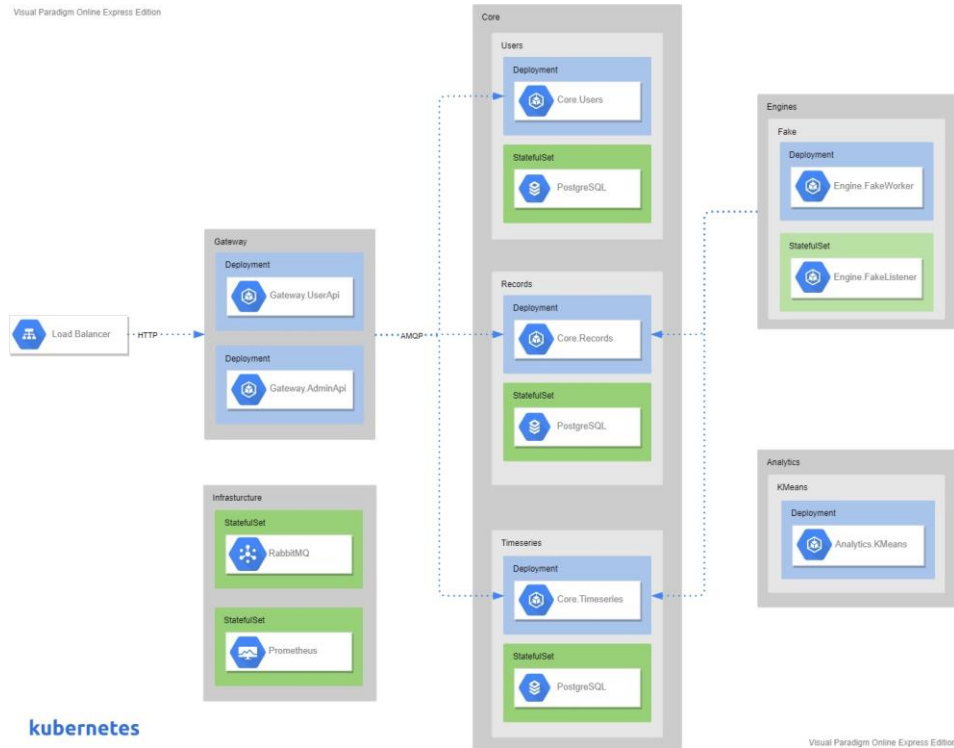 Visual Paradigm Online Express Edition
Core
Users
Deployment
Core.Users
StatefulSet
PostgreSQL
Records
Deployment
Core.Records
StatefulSet
PostgreSQL
Timeseries
Deployment
Core.Timeseries
StatefulSet
PostgreSQL
Engines
Fake
Deployment
Engine.FakeWorker
StatefulSet
Engine.FakeListener
Gateway
Deployment
Gateway.UserApi
Deployment
Gateway.AdminApi
Load Balancer
HTTP
AMQP
Infrasturcture
StatefulSet
RabbitMQ
StatefulSet
Prometheus
Analytics
KMeans
Deployment
Analytics.KMeans
kubernetes
Visual Paradigm Online Express Edition